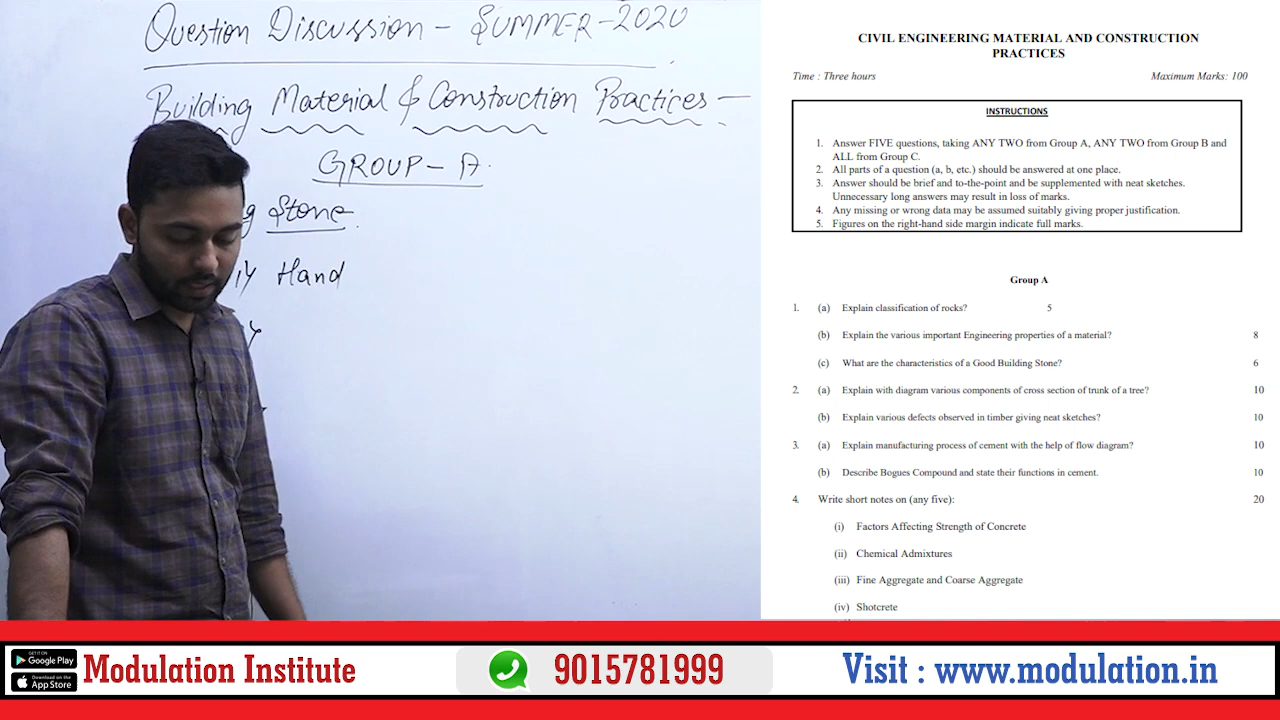 Question Discussion - SUMMER-2020
Building Material & Construction Practices -
GROUP - A.
Stone
Hand
CIVIL ENGINEERING MATERIAL AND CONSTRUCTION
PRACTICES
Time : Three hours Maximum Marks: 100
INSTRUCTIONS
1. Answer FIVE questions, taking ANY TWO from Group A, ANY TWO from Group B and
ALL from Group C.
2. All parts of a question (a, b, etc.) should be answered at one place.
3. Answer should be brief and to-the-point and be supplemented with neat sketches.
Unnecessary long answers may result in loss of marks.
4. Any missing or wrong data may be assumed suitably giving proper justification.
5. Figures on the right-hand side margin indicate full marks.
Group A
1. (a) Explain classification of rocks? 5
(b) Explain the various important Engineering properties of a material? 8
(c) What are the characteristics of a Good Building Stone? 6
2. (a) Explain with diagram various components of cross section of trunk of a tree? 10
(b) Explain various defects observed in timber giving neat sketches? 10
3. (a) Explain manufacturing process of cement with the help of flow diagram? 10
(b) Describe Bogues Compound and state their functions in cement. 10
4. Write short notes on (any five): 20
(i) Factors Affecting Strength of Concrete
(ii) Chemical Admixtures
(iii) Fine Aggregate and Coarse Aggregate
(iv) Shotcrete
GET IT ON
Google Play
Download on the
App Store
Modulation Institute
9015781999
Visit : www.modulation.in